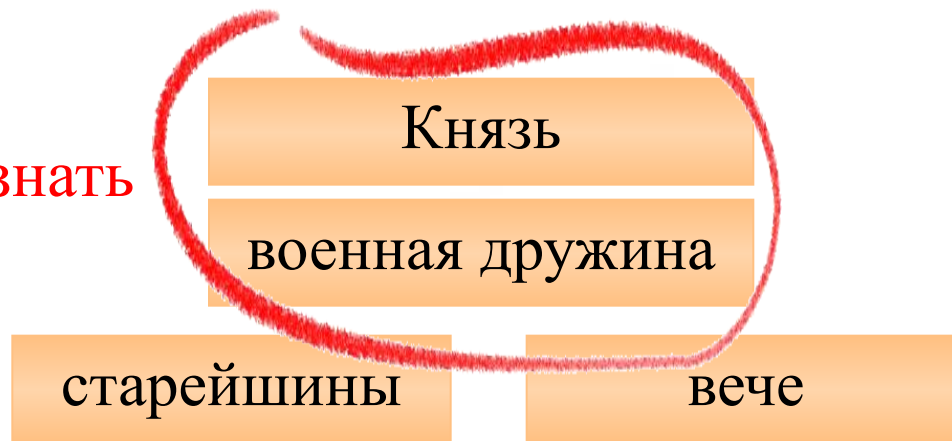 Князь
знать
военная дружина
старейшины
вече